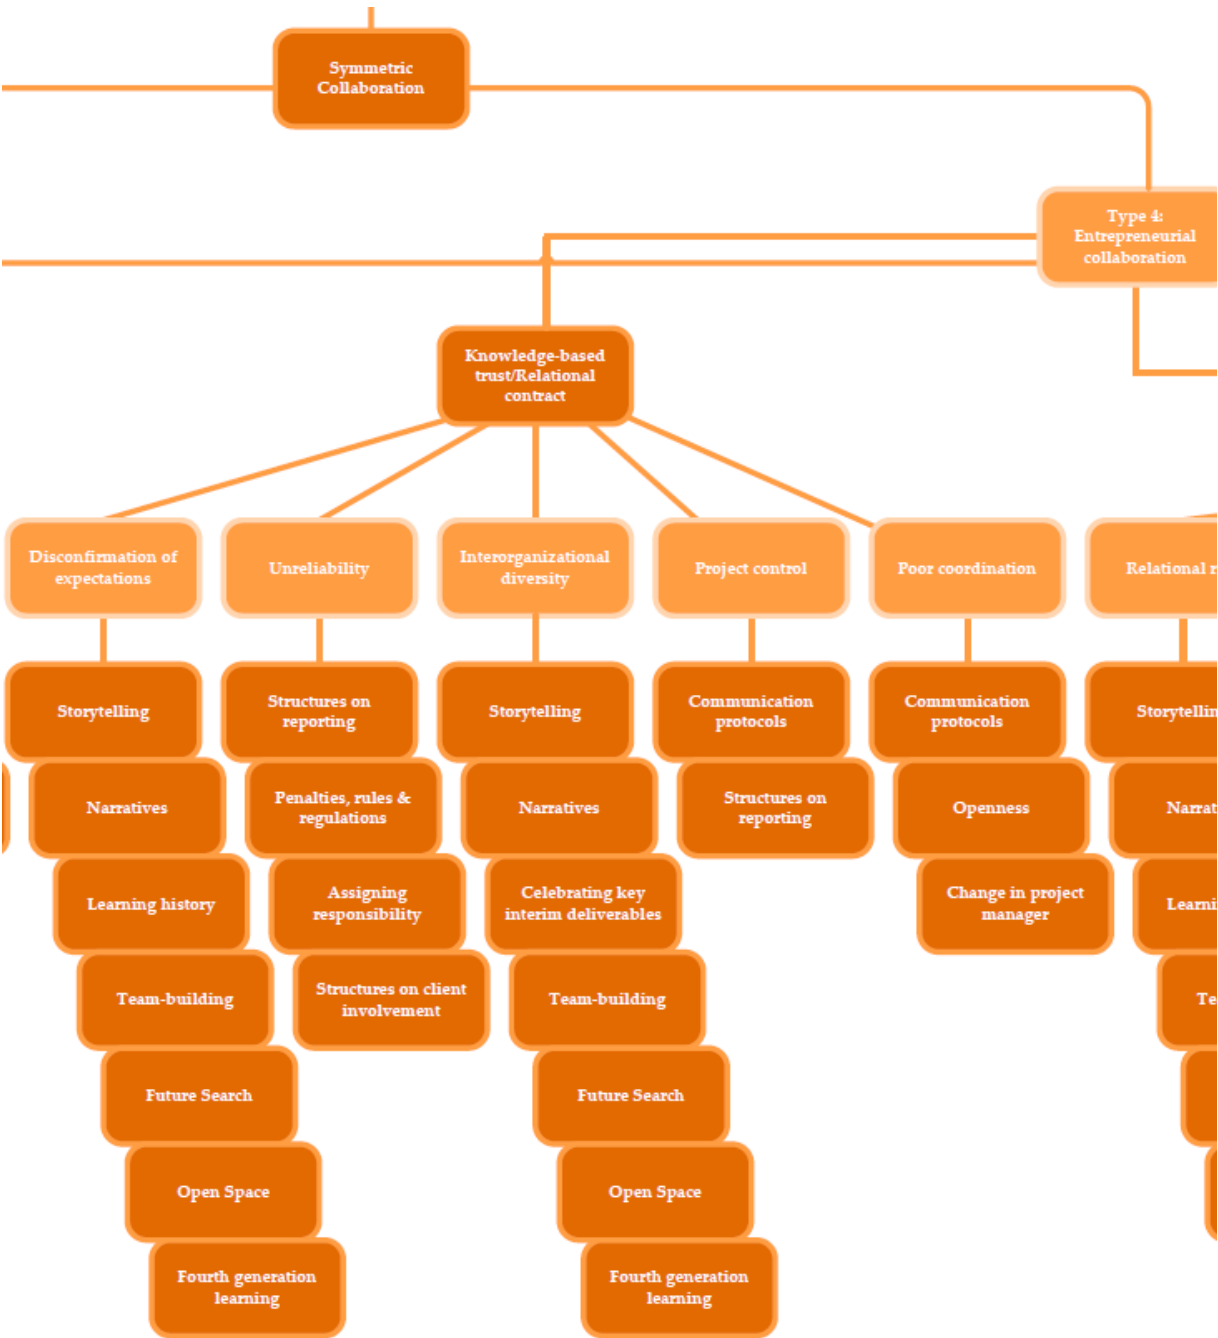 Symmetric
Collaboration
Type 4:
Entrepreneurial
collaboration
Knowledge-based
trust/Relational
contract
Disconfirmation of
expectations
Unreliability
Interorganizational
diversity
Project control
Poor coordination
Relational
Storytelling
Structures on
reporting
Storytelling
Communication
protocols
Communication
protocols
Narratives
Penalties, rules &
regulations
Narratives
Structures on
reporting
Openness
Learning history
Assigning
responsibility
Celebrating key
interim deliverables
Change in project
manager
Team-building
Structures on client
involvement
Team-building
Future Search
Future Search
Open Space
Open Space
Fourth generation
learning
Fourth generation
learning